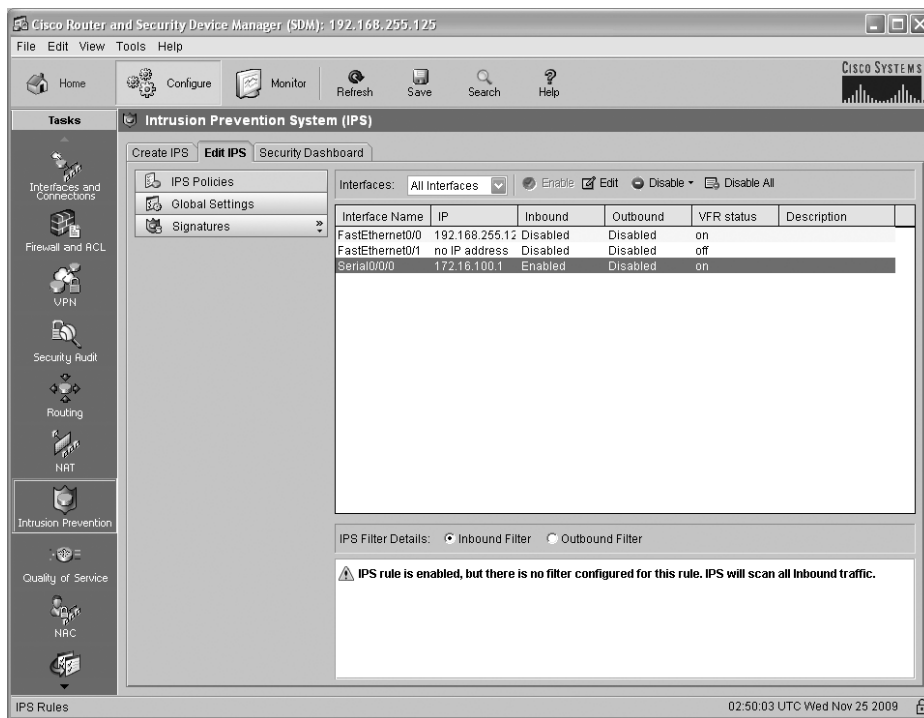 Cisco Router and Security Device Manager (SDM): 192.168.255.125
File Edit View Tools Help
Home Configure Monitor Refresh Save Search Help
CISCO SYSTEMS
Tasks
Intrusion Prevention System (IPS)
Create IPS Edit IPS Security Dashboard
Interfaces and Connections
Firewall and ACL
VPN
Security Audit
Routing
NAT
Intrusion Prevention
Quality of Service
NAC
IPS Policies
Global Settings
Signatures
Interfaces: All Interfaces Enable Edit Disable Disable All
Interface Name IP Inbound Outbound VFR status Description
FastEthernet0/0 192.168.255.12 Disabled Disabled on
FastEthernet0/1 no IP address Disabled Disabled off
Serial0/0/0 172.16.100.1 Enabled Disabled on
IPS Filter Details: Inbound Filter Outbound Filter
IPS rule is enabled, but there is no filter configured for this rule. IPS will scan all Inbound traffic.
IPS Rules
02:50:03 UTC Wed Nov 25 2009